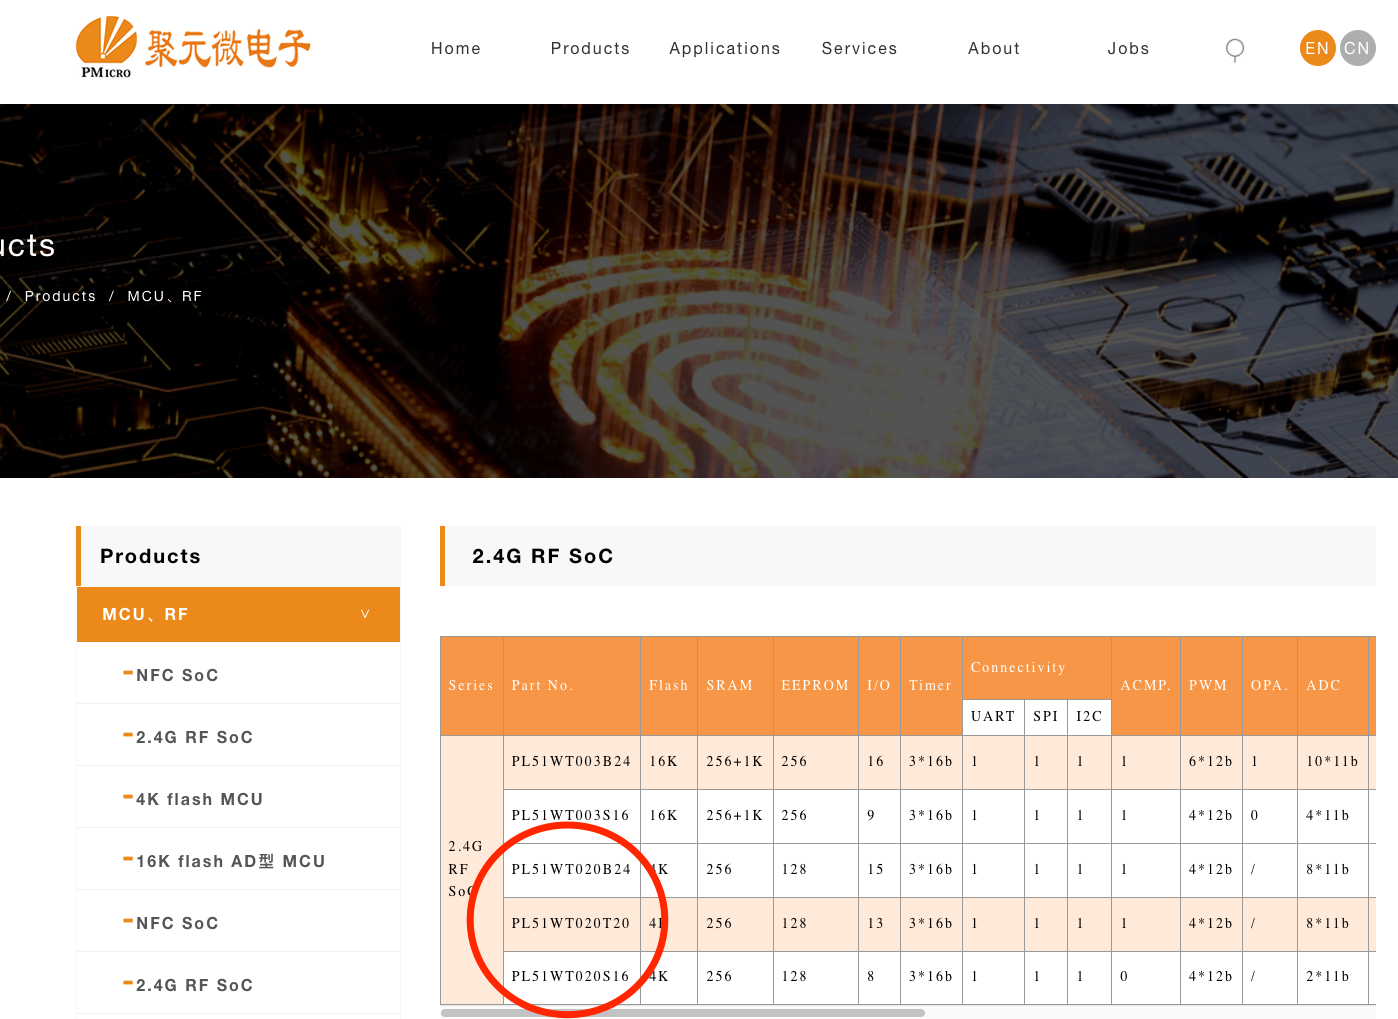 聚元微电子
PMICRO
Home Products Applications Services About Jobs EN CN
ucts
/ Products / MCU、RF
Products
MCU、RF
NFC SoC
2.4G RF SoC
4K flash MCU
16K flash AD型 MCU
NFC SoC
2.4G RF SoC
2.4G RF SoC
Series Part No. Flash SRAM EEPROM I/O Timer Connectivity ACMP. PWM OPA. ADC
UART SPI I2C
2.4G
RF
SoC
PL51WT003B24 16K 256+1K 256 16 3*16b 1 1 1 1 6*12b 1 10*11b
PL51WT003S16 16K 256+1K 256 9 3*16b 1 1 1 1 4*12b 0 4*11b
PL51WT020B24 4K 256 128 15 3*16b 1 1 1 1 4*12b / 8*11b
PL51WT020T20 4K 256 128 13 3*16b 1 1 1 1 4*12b / 8*11b
PL51WT020S16 4K 256 128 8 3*16b 1 1 1 0 4*12b / 2*11b